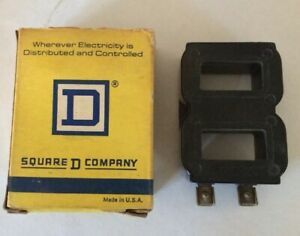 Wherever Electricity is
Distributed and Controlled
D
®
SQUARE D COMPANY
Made in U.S.A.